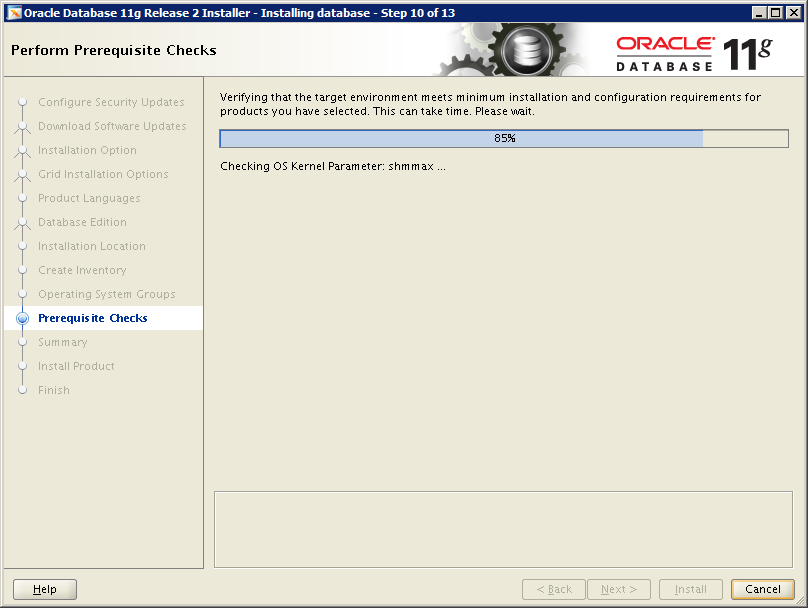 Oracle Database 11g Release 2 Installer - Installing database - Step 10 of 13
Perform Prerequisite Checks
ORACLE
DATABASE
11g
Configure Security Updates
Download Software Updates
Installation Option
Grid Installation Options
Product Languages
Database Edition
Installation Location
Create Inventory
Operating System Groups
Prerequisite Checks
Summary
Install Product
Finish
Verifying that the target environment meets minimum installation and configuration requirements for
products you have selected. This can take time. Please wait.
85%
Checking OS Kernel Parameter: shmmax ...
Help
< Back
Next >
Install
Cancel